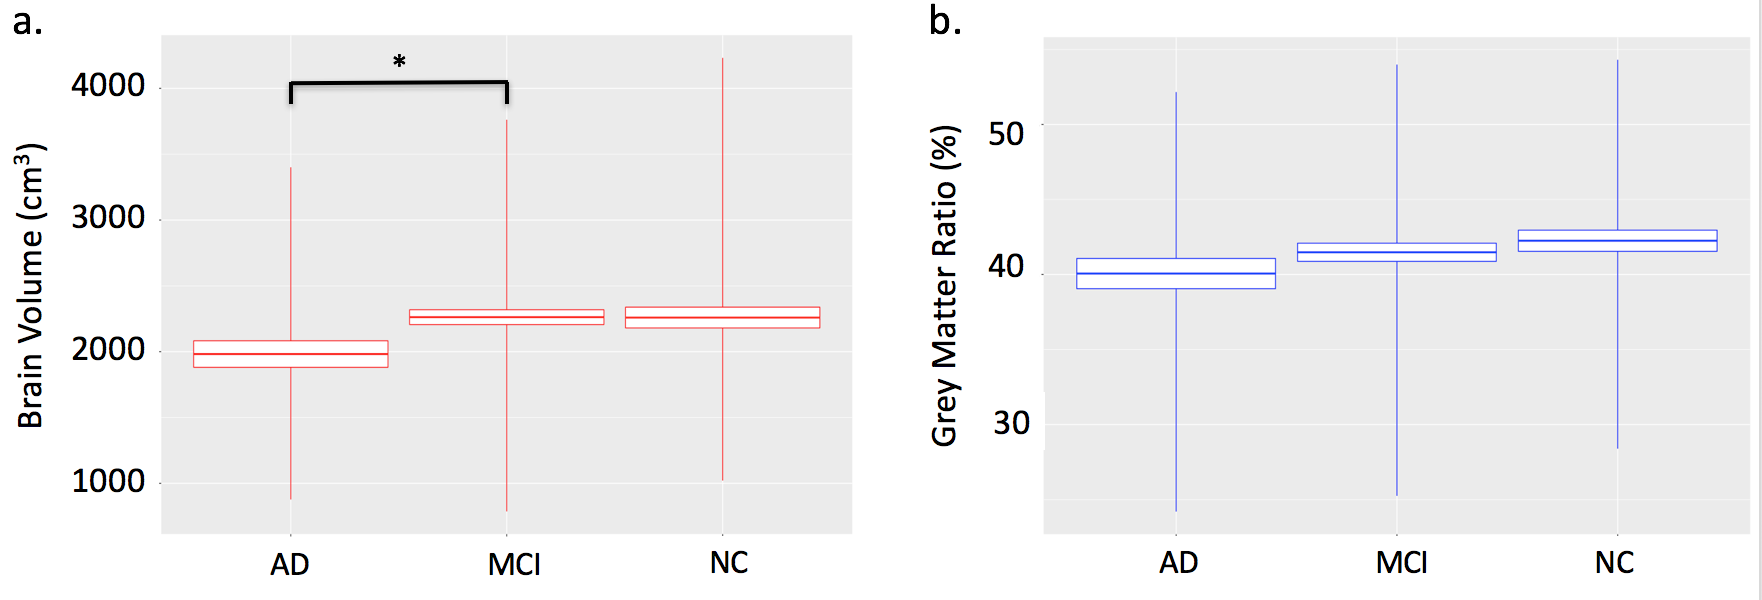 a.
Brain Volume (cm³)
4000
3000
2000
1000
*
AD MCI NC
b.
Grey Matter Ratio (%)
50
40
30
AD MCI NC